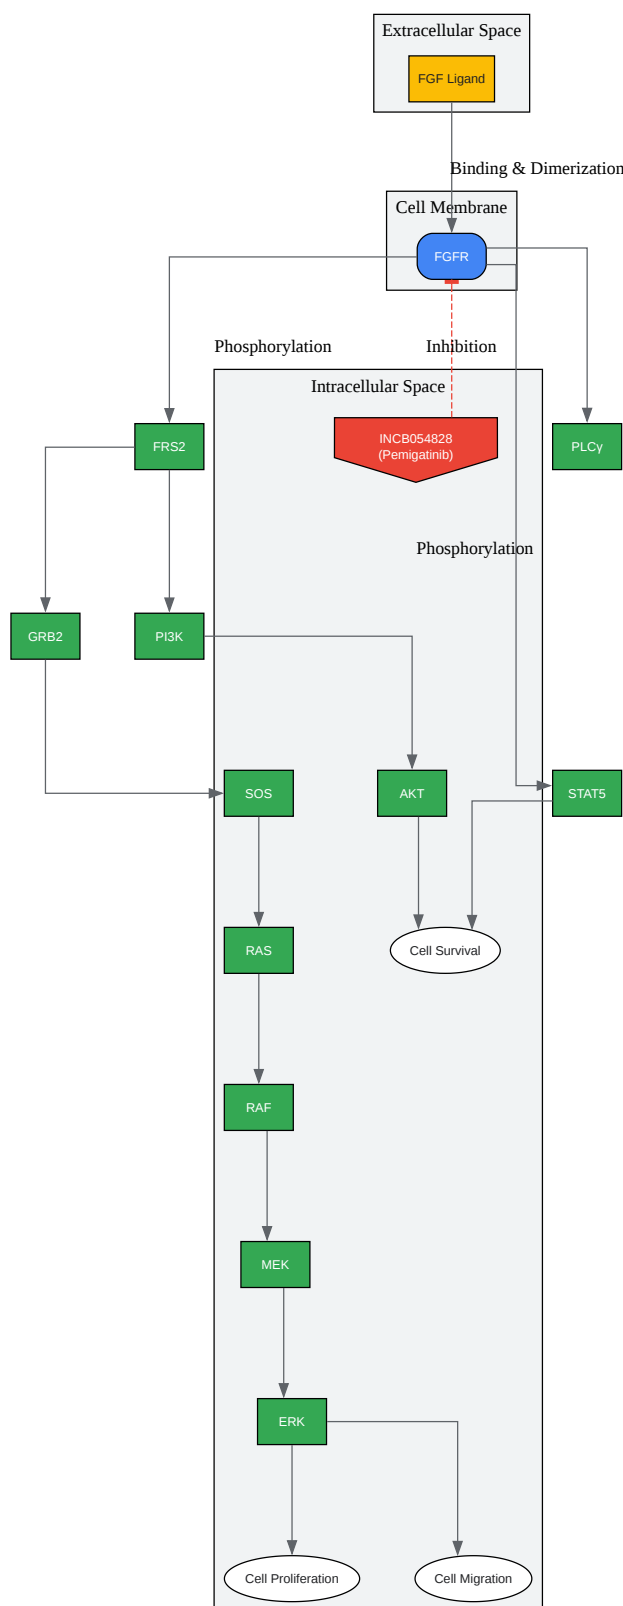 Extracellular Space
FGF Ligand
Binding & Dimerization
Cell Membrane
FGFR
Phosphorylation
Inhibition
Intracellular Space
FRS2
INCB054828
(Pemigatinib)
PLCγ
Phosphorylation
GRB2
PI3K
SOS
AKT
STAT5
RAS
Cell Survival
RAF
MEK
ERK
Cell Proliferation
Cell Migration